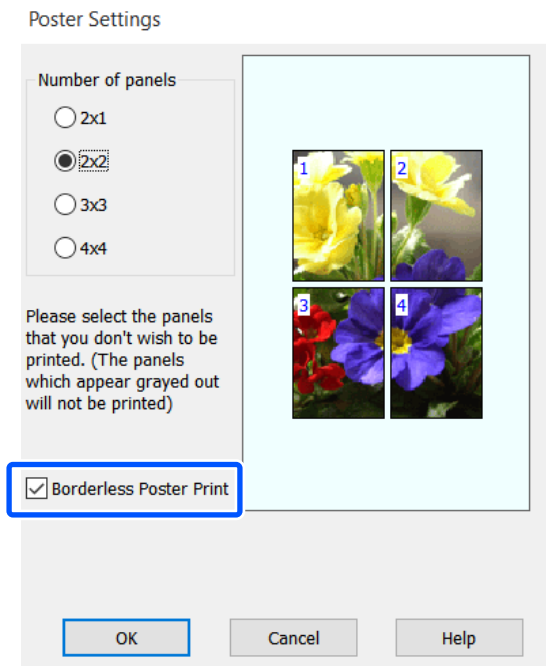 Poster Settings
Number of panels
2x1
2x2
3x3
4x4
Please select the panels
that you don't wish to be
printed. (The panels
which appear grayed out
will not be printed)
Borderless Poster Print
1
2
3
4
OK
Cancel
Help